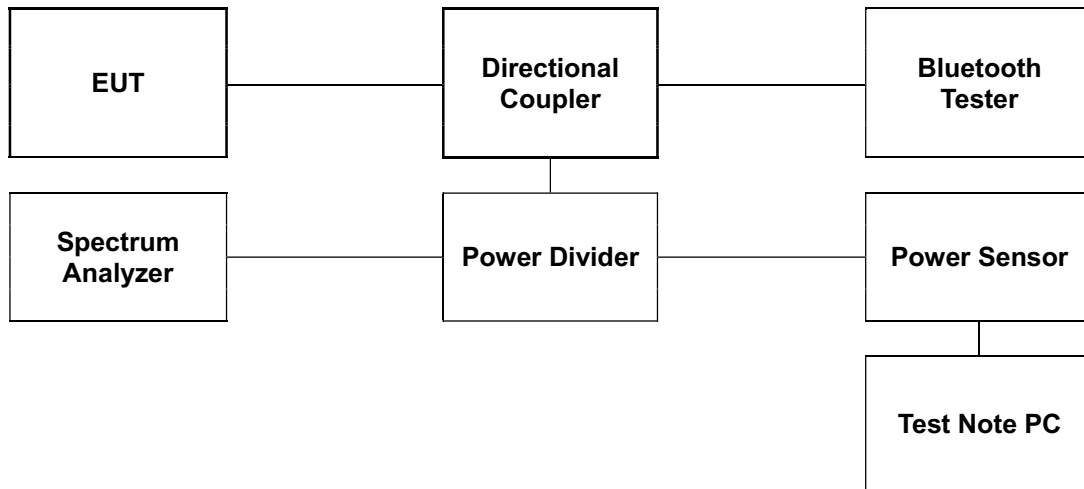 EUT
Directional
Coupler
Bluetooth
Tester
Spectrum
Analyzer
Power Divider
Power Sensor
Test Note PC